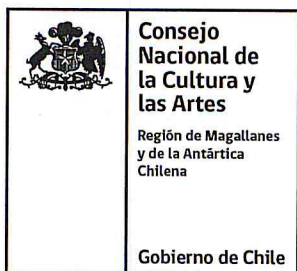 Consejo
Nacional de
la Cultura y
las Artes
Región de Magallanes
y de la Antártica
Chilena
Gobierno de Chile